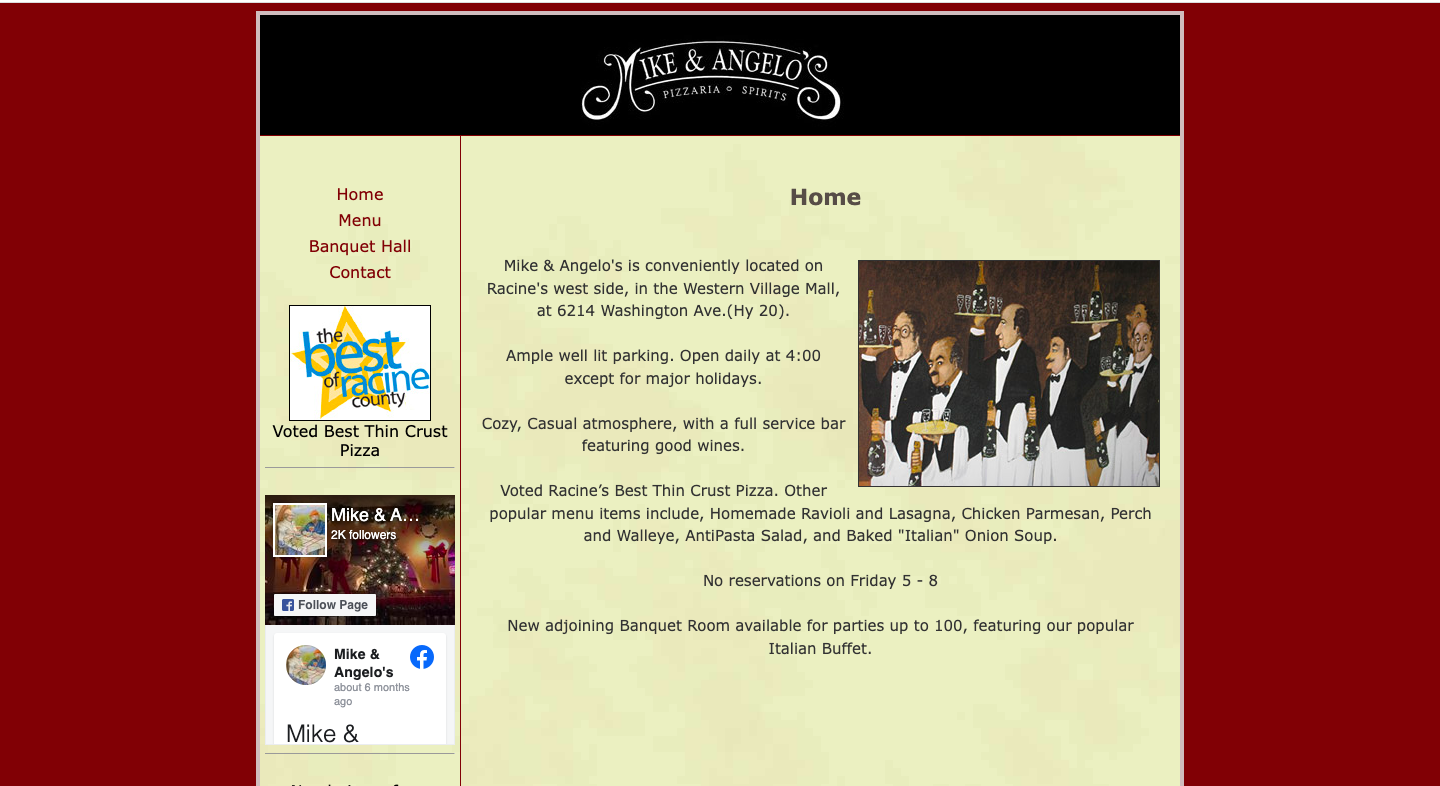 MIKE & ANGELO'S
PIZZARIA SPIRITS
Home
Menu
Banquet Hall
Contact
the
best
of racine
county
Voted Best Thin Crust
Pizza
Mike & A...
2K followers
Follow Page
Mike &
Angelo's
about 6 months
ago
Mike &
Home
Mike & Angelo's is conveniently located on
Racine's west side, in the Western Village Mall,
at 6214 Washington Ave.(Hy 20).
Ample well lit parking. Open daily at 4:00
except for major holidays.
Cozy, Casual atmosphere, with a full service bar
featuring good wines.
Voted Racine’s Best Thin Crust Pizza. Other
popular menu items include, Homemade Ravioli and Lasagna, Chicken Parmesan, Perch
and Walleye, AntiPasta Salad, and Baked "Italian" Onion Soup.
No reservations on Friday 5 - 8
New adjoining Banquet Room available for parties up to 100, featuring our popular
Italian Buffet.